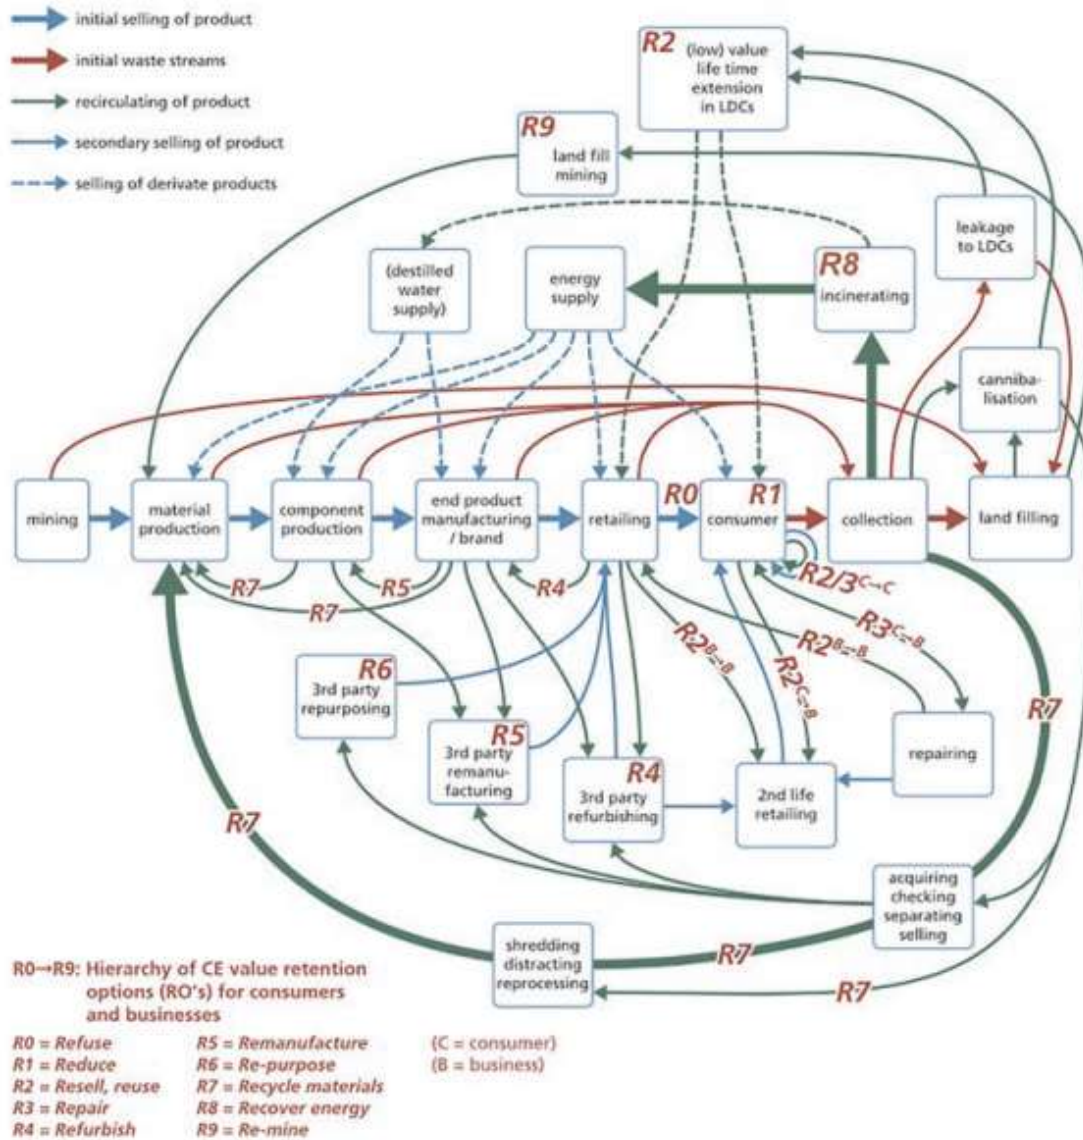 initial selling of product
initial waste streams
recirculating of product
secondary selling of product
selling of derivate products
R2
(low) value
life time
extension
in LDCs
R9
land fill
mining
leakage
to LDCs
(destilled
water
supply)
energy
supply
R8
incinerating
canniba-
lisation
mining
material
production
component
production
end product
manufacturing
/ brand
retailing
R0
R1
consumer
collection
land filling
R7
R5
R4
R2/3 C→C
R7
R2 B→B
R2 C→B
R2 B→B
R3 C→B
R6
3rd party
repurposing
R5
3rd party
remanu-
facturing
R4
3rd party
refurbishing
2nd life
retailing
repairing
R7
R7
acquiring
checking
separating
selling
shredding
distracting
reprocessing
R7
R7
R0→R9: Hierarchy of CE value retention
options (RO's) for consumers
and businesses
R0 = Refuse
R1 = Reduce
R2 = Resell, reuse
R3 = Repair
R4 = Refurbish
R5 = Remanufacture
R6 = Re-purpose
R7 = Recycle materials
R8 = Recover energy
R9 = Re-mine
(C = consumer)
(B = business)